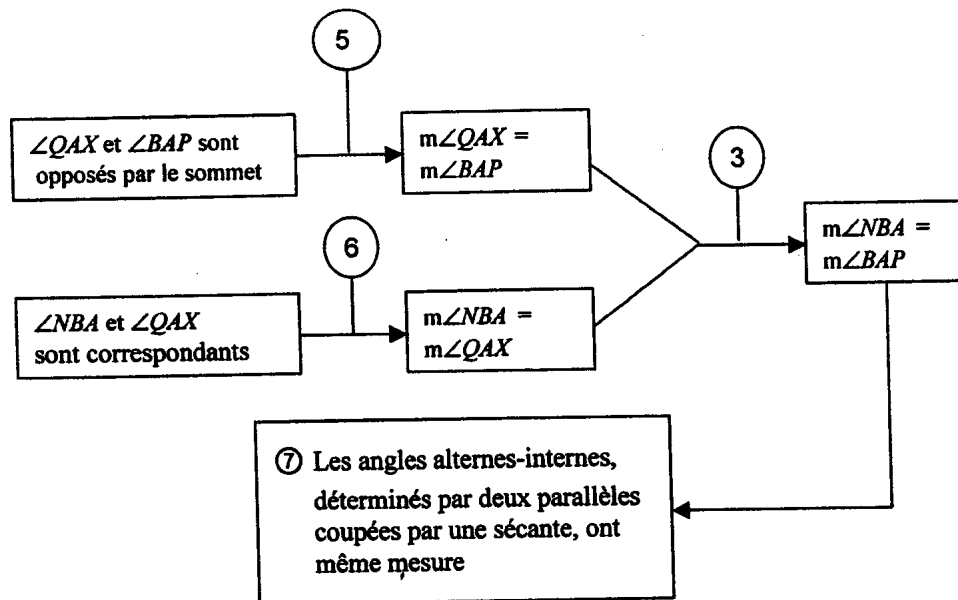 5
∠QAX et ∠BAP sont
opposés par le sommet
m∠QAX =
m∠BAP
3
m∠NBA =
m∠BAP
6
∠NBA et ∠QAX
sont correspondants
m∠NBA =
m∠QAX
⑦ Les angles alternes-internes,
déterminés par deux parallèles
coupées par une sécante, ont
même mesure